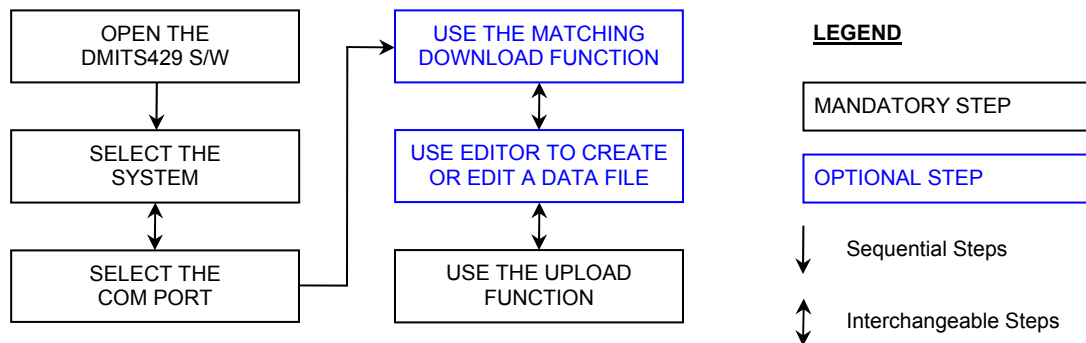 OPEN THE
DMITS429 S/W
SELECT THE
SYSTEM
SELECT THE
COM PORT
USE THE MATCHING
DOWNLOAD FUNCTION
USE EDITOR TO CREATE
OR EDIT A DATA FILE
USE THE UPLOAD
FUNCTION
LEGEND
MANDATORY STEP
OPTIONAL STEP
Sequential Steps
Interchangeable Steps